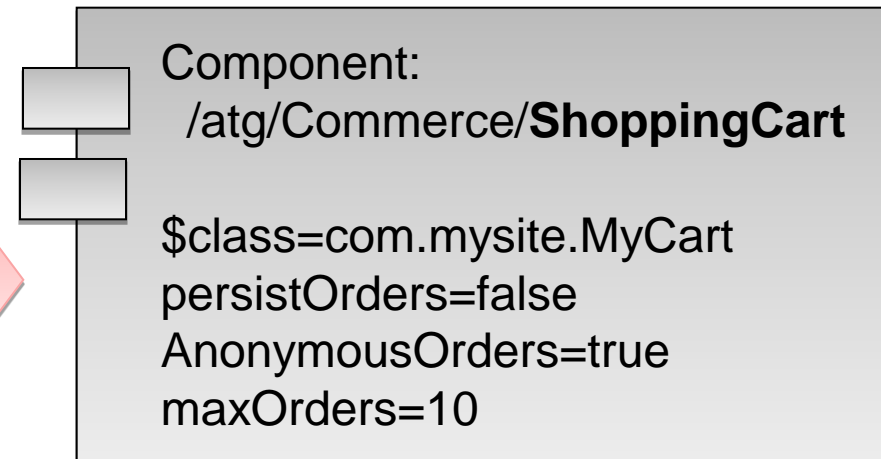 Component:
/atg/Commerce/ShoppingCart
$class=com.mysite.MyCart
persistOrders=false
AnonymousOrders=true
maxOrders=10